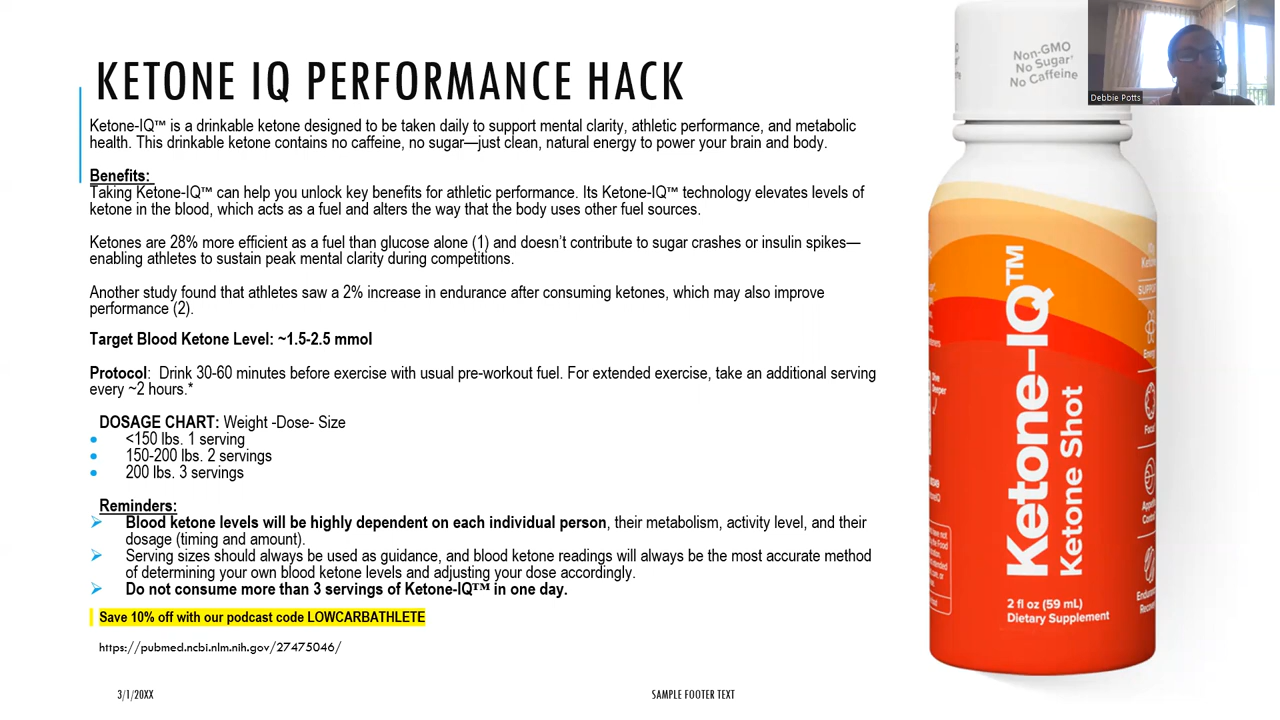 KETONE IQ PERFORMANCE HACK
Ketone-IQ™ is a drinkable ketone designed to be taken daily to support mental clarity, athletic performance, and metabolic
health. This drinkable ketone contains no caffeine, no sugar—just clean, natural energy to power your brain and body.
Benefits:
Taking Ketone-IQ™ can help you unlock key benefits for athletic performance. Its Ketone-IQ™ technology elevates levels of
ketone in the blood, which acts as a fuel and alters the way that the body uses other fuel sources.
Ketones are 28% more efficient as a fuel than glucose alone (1) and doesn't contribute to sugar crashes or insulin spikes—
enabling athletes to sustain peak mental clarity during competitions.
Another study found that athletes saw a 2% increase in endurance after consuming ketones, which may also improve
performance (2).
Target Blood Ketone Level: ~1.5-2.5 mmol
Protocol: Drink 30-60 minutes before exercise with usual pre-workout fuel. For extended exercise, take an additional serving
every ~2 hours.*
DOSAGE CHART: Weight -Dose- Size
• <150 lbs. 1 serving
• 150-200 lbs. 2 servings
• 200 lbs. 3 servings
Reminders:
➢ Blood ketone levels will be highly dependent on each individual person, their metabolism, activity level, and their
dosage (timing and amount).
➢ Serving sizes should always be used as guidance, and blood ketone readings will always be the most accurate method
of determining your own blood ketone levels and adjusting your dose accordingly.
➢ Do not consume more than 3 servings of Ketone-IQ™ in one day.
Save 10% off with our podcast code LOWCARBATHLETE
https://pubmed.ncbi.nlm.nih.gov/27475046/
3/1/20XX
SAMPLE FOOTER TEXT
Non-GMO
No Sugar
No Caffeine
Debbie Potts
Ketone-IQ™
Ketone Shot
2 fl oz (59 mL)
Dietary Supplement